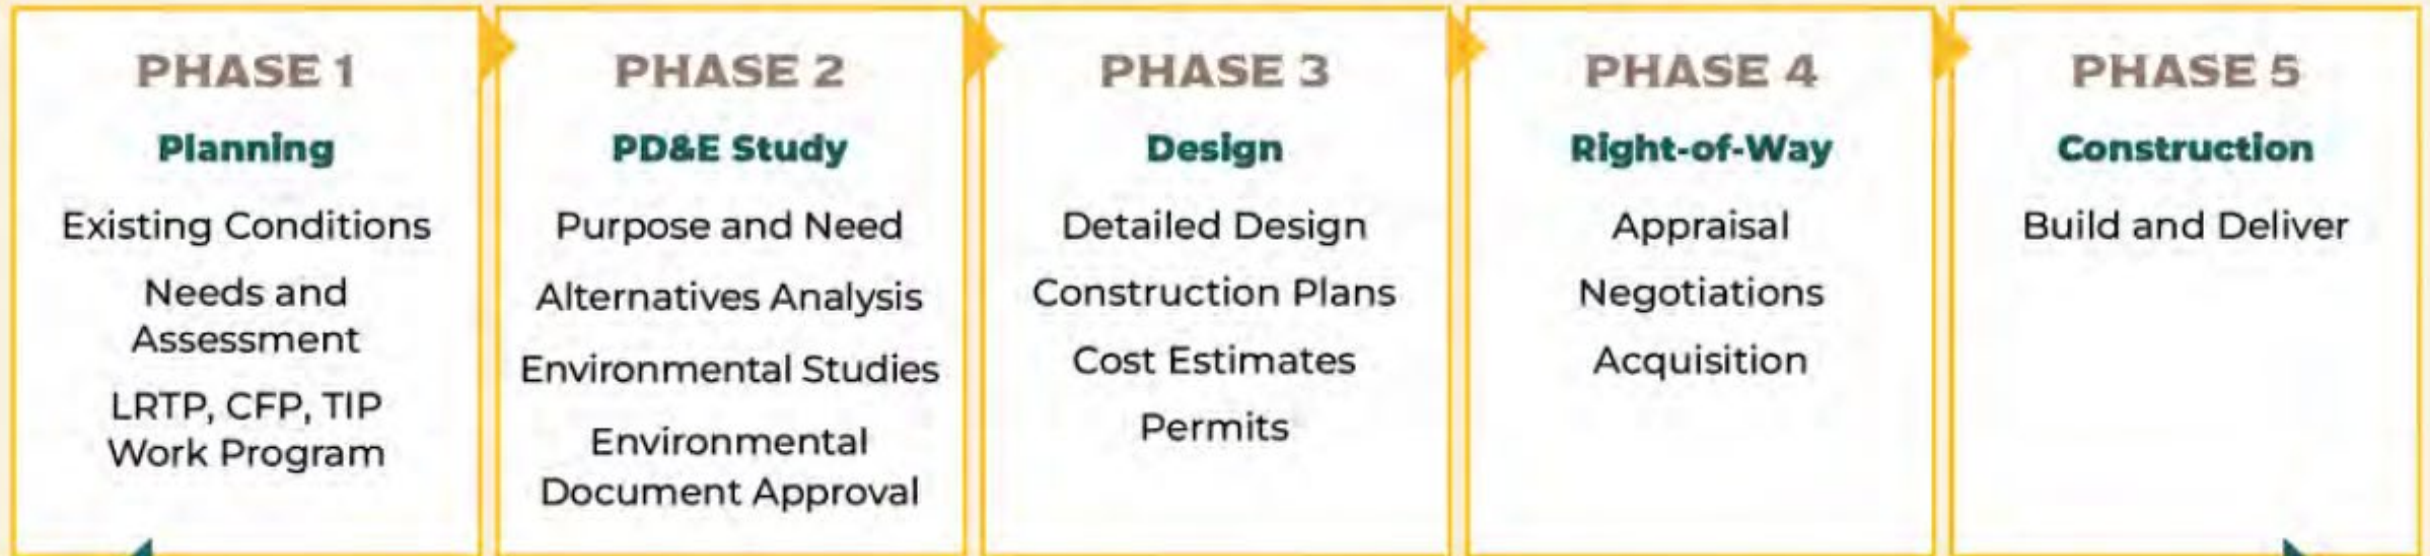 PHASE 1
Planning
Existing Conditions
Needs and
Assessment
LRTP, CFP, TIP
Work Program
PHASE 2
PD&E Study
Purpose and Need
Alternatives Analysis
Environmental Studies
Environmental
Document Approval
PHASE 3
Design
Detailed Design
Construction Plans
Cost Estimates
Permits
PHASE 4
Right-of-Way
Appraisal
Negotiations
Acquisition
PHASE 5
Construction
Build and Deliver